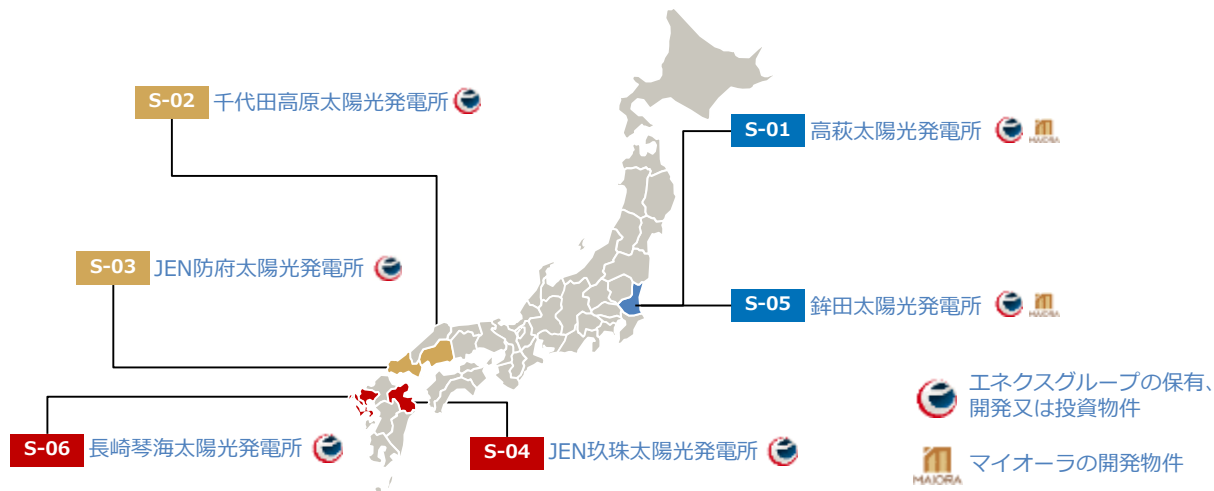 S-02 千代田高原太陽光発電所
S-01 高萩太陽光発電所 MAIORA
S-03 JEN防府太陽光発電所
S-05 鉾田太陽光発電所 MAIORA
エネクスグループの保有、
開発又は投資物件
S-06 長崎琴海太陽光発電所
S-04 JEN玖珠太陽光発電所
MAIORA マイオーラの開発物件